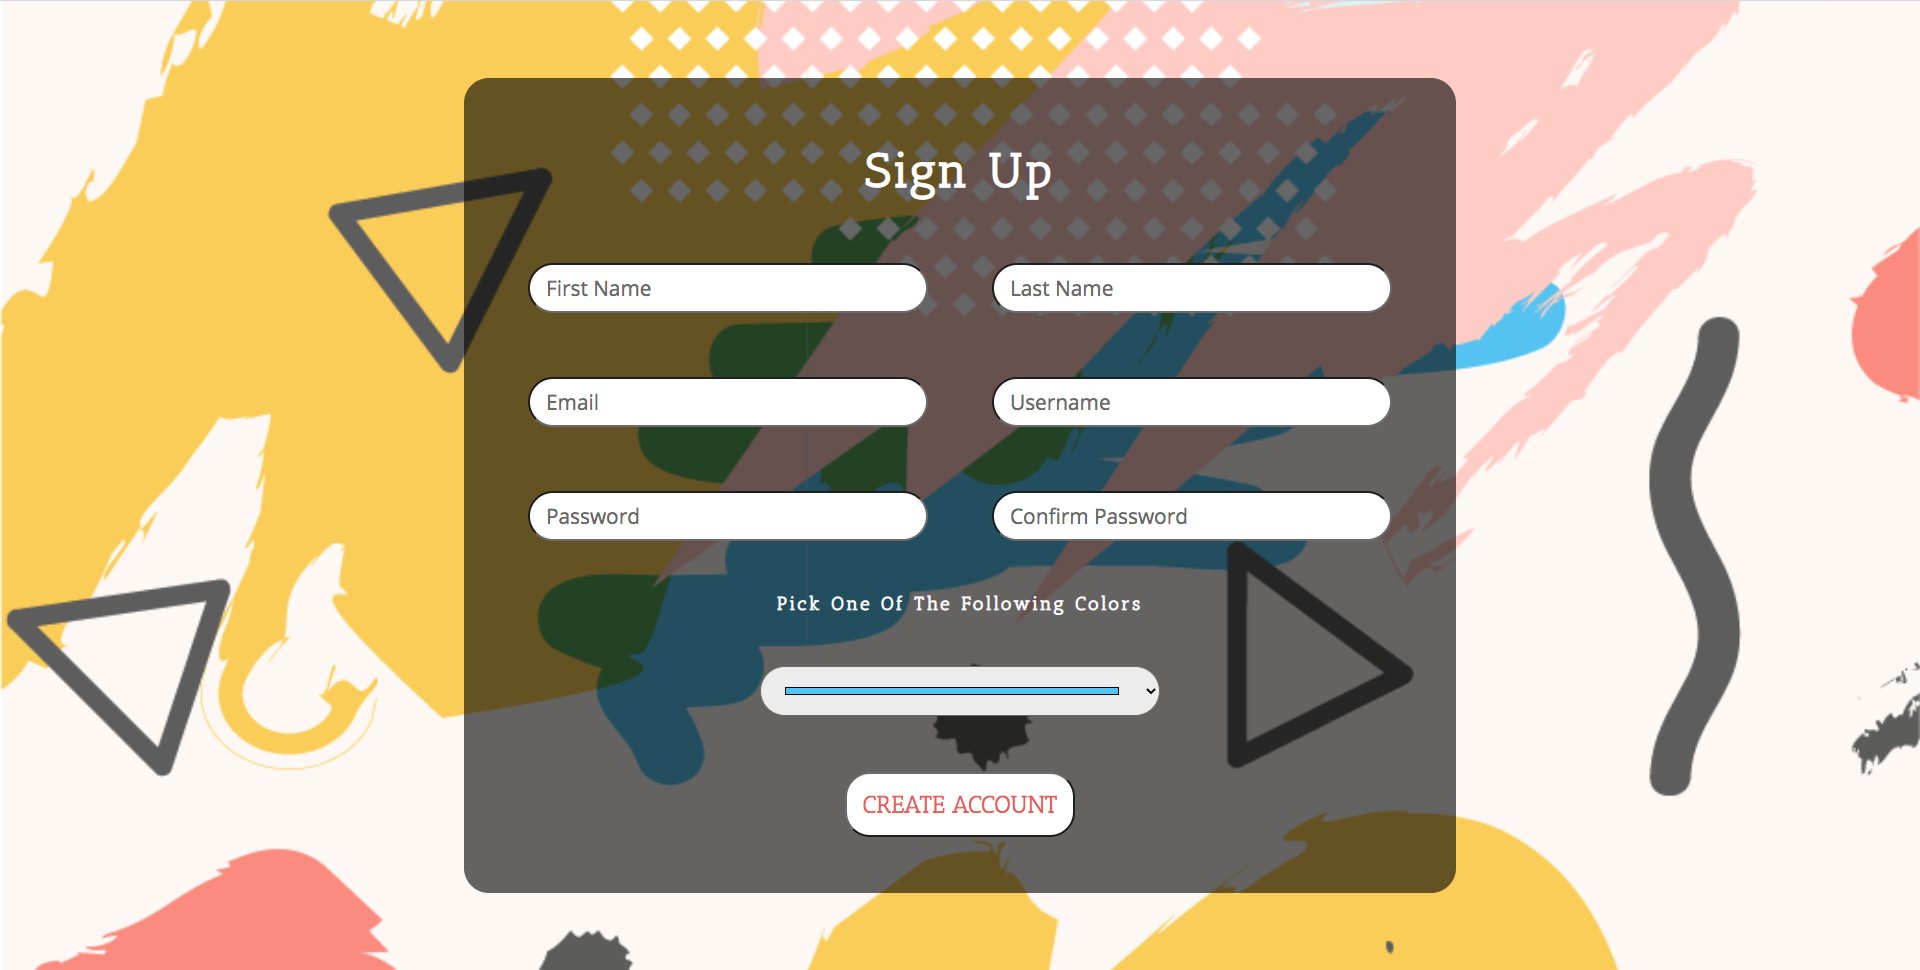 Sign Up
First Name
Last Name
Email
Username
Password
Confirm Password
Pick One Of The Following Colors
CREATE ACCOUNT